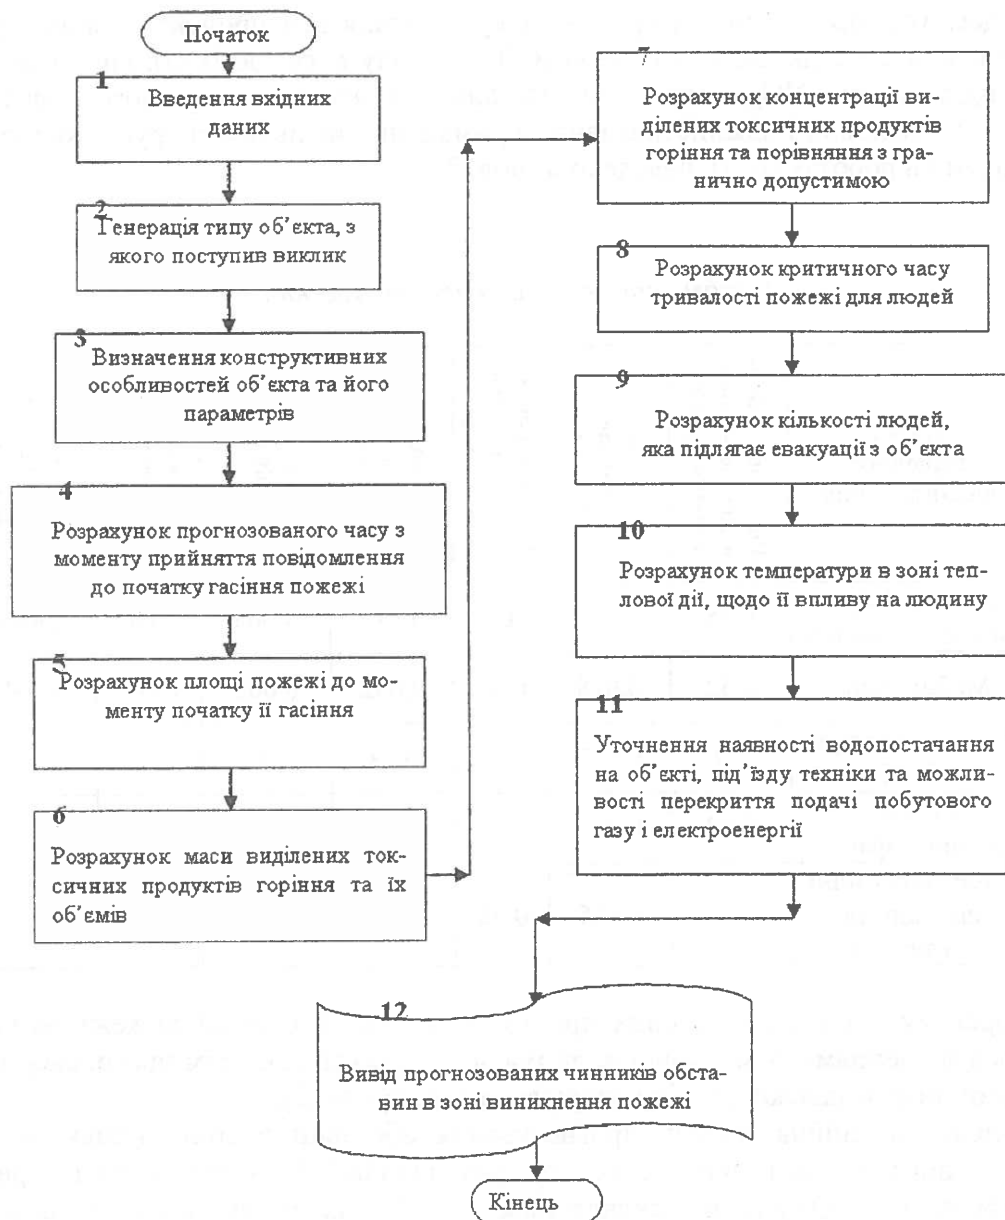 Початок
1
Введення вхідних
даних
2
Генерація типу об’єкта, з
якого поступив виклик
3
Визначення конструктивних
особливостей об’єкта та його
параметрів
4
Розрахунок прогнозованого часу з
моменту прийняття повідомлення
до початку гасіння пожежі
5
Розрахунок площі пожежі до мо-
менту початку її гасіння
6
Розрахунок маси виділених ток-
сичних продуктів горіння та їх
об’ємів
7
Розрахунок концентрації ви-
ділених токсичних продуктів
горіння та порівняння з гра-
нично допустимою
8
Розрахунок критичного часу
тривалості пожежі для людей
9
Розрахунок кількості людей,
яка підлягає евакуації з об’єкта
10
Розрахунок температури в зоні теп-
лової дії, щодо її впливу на людину
11
Уточнення наявності водопостачання
на об’єкті, під’їзду техніки та можли-
вості перекриття подачі побутового
газу і електроенергії
12
Вивід прогнозованих чинників обста-
вин в зоні виникнення пожежі
Кінець